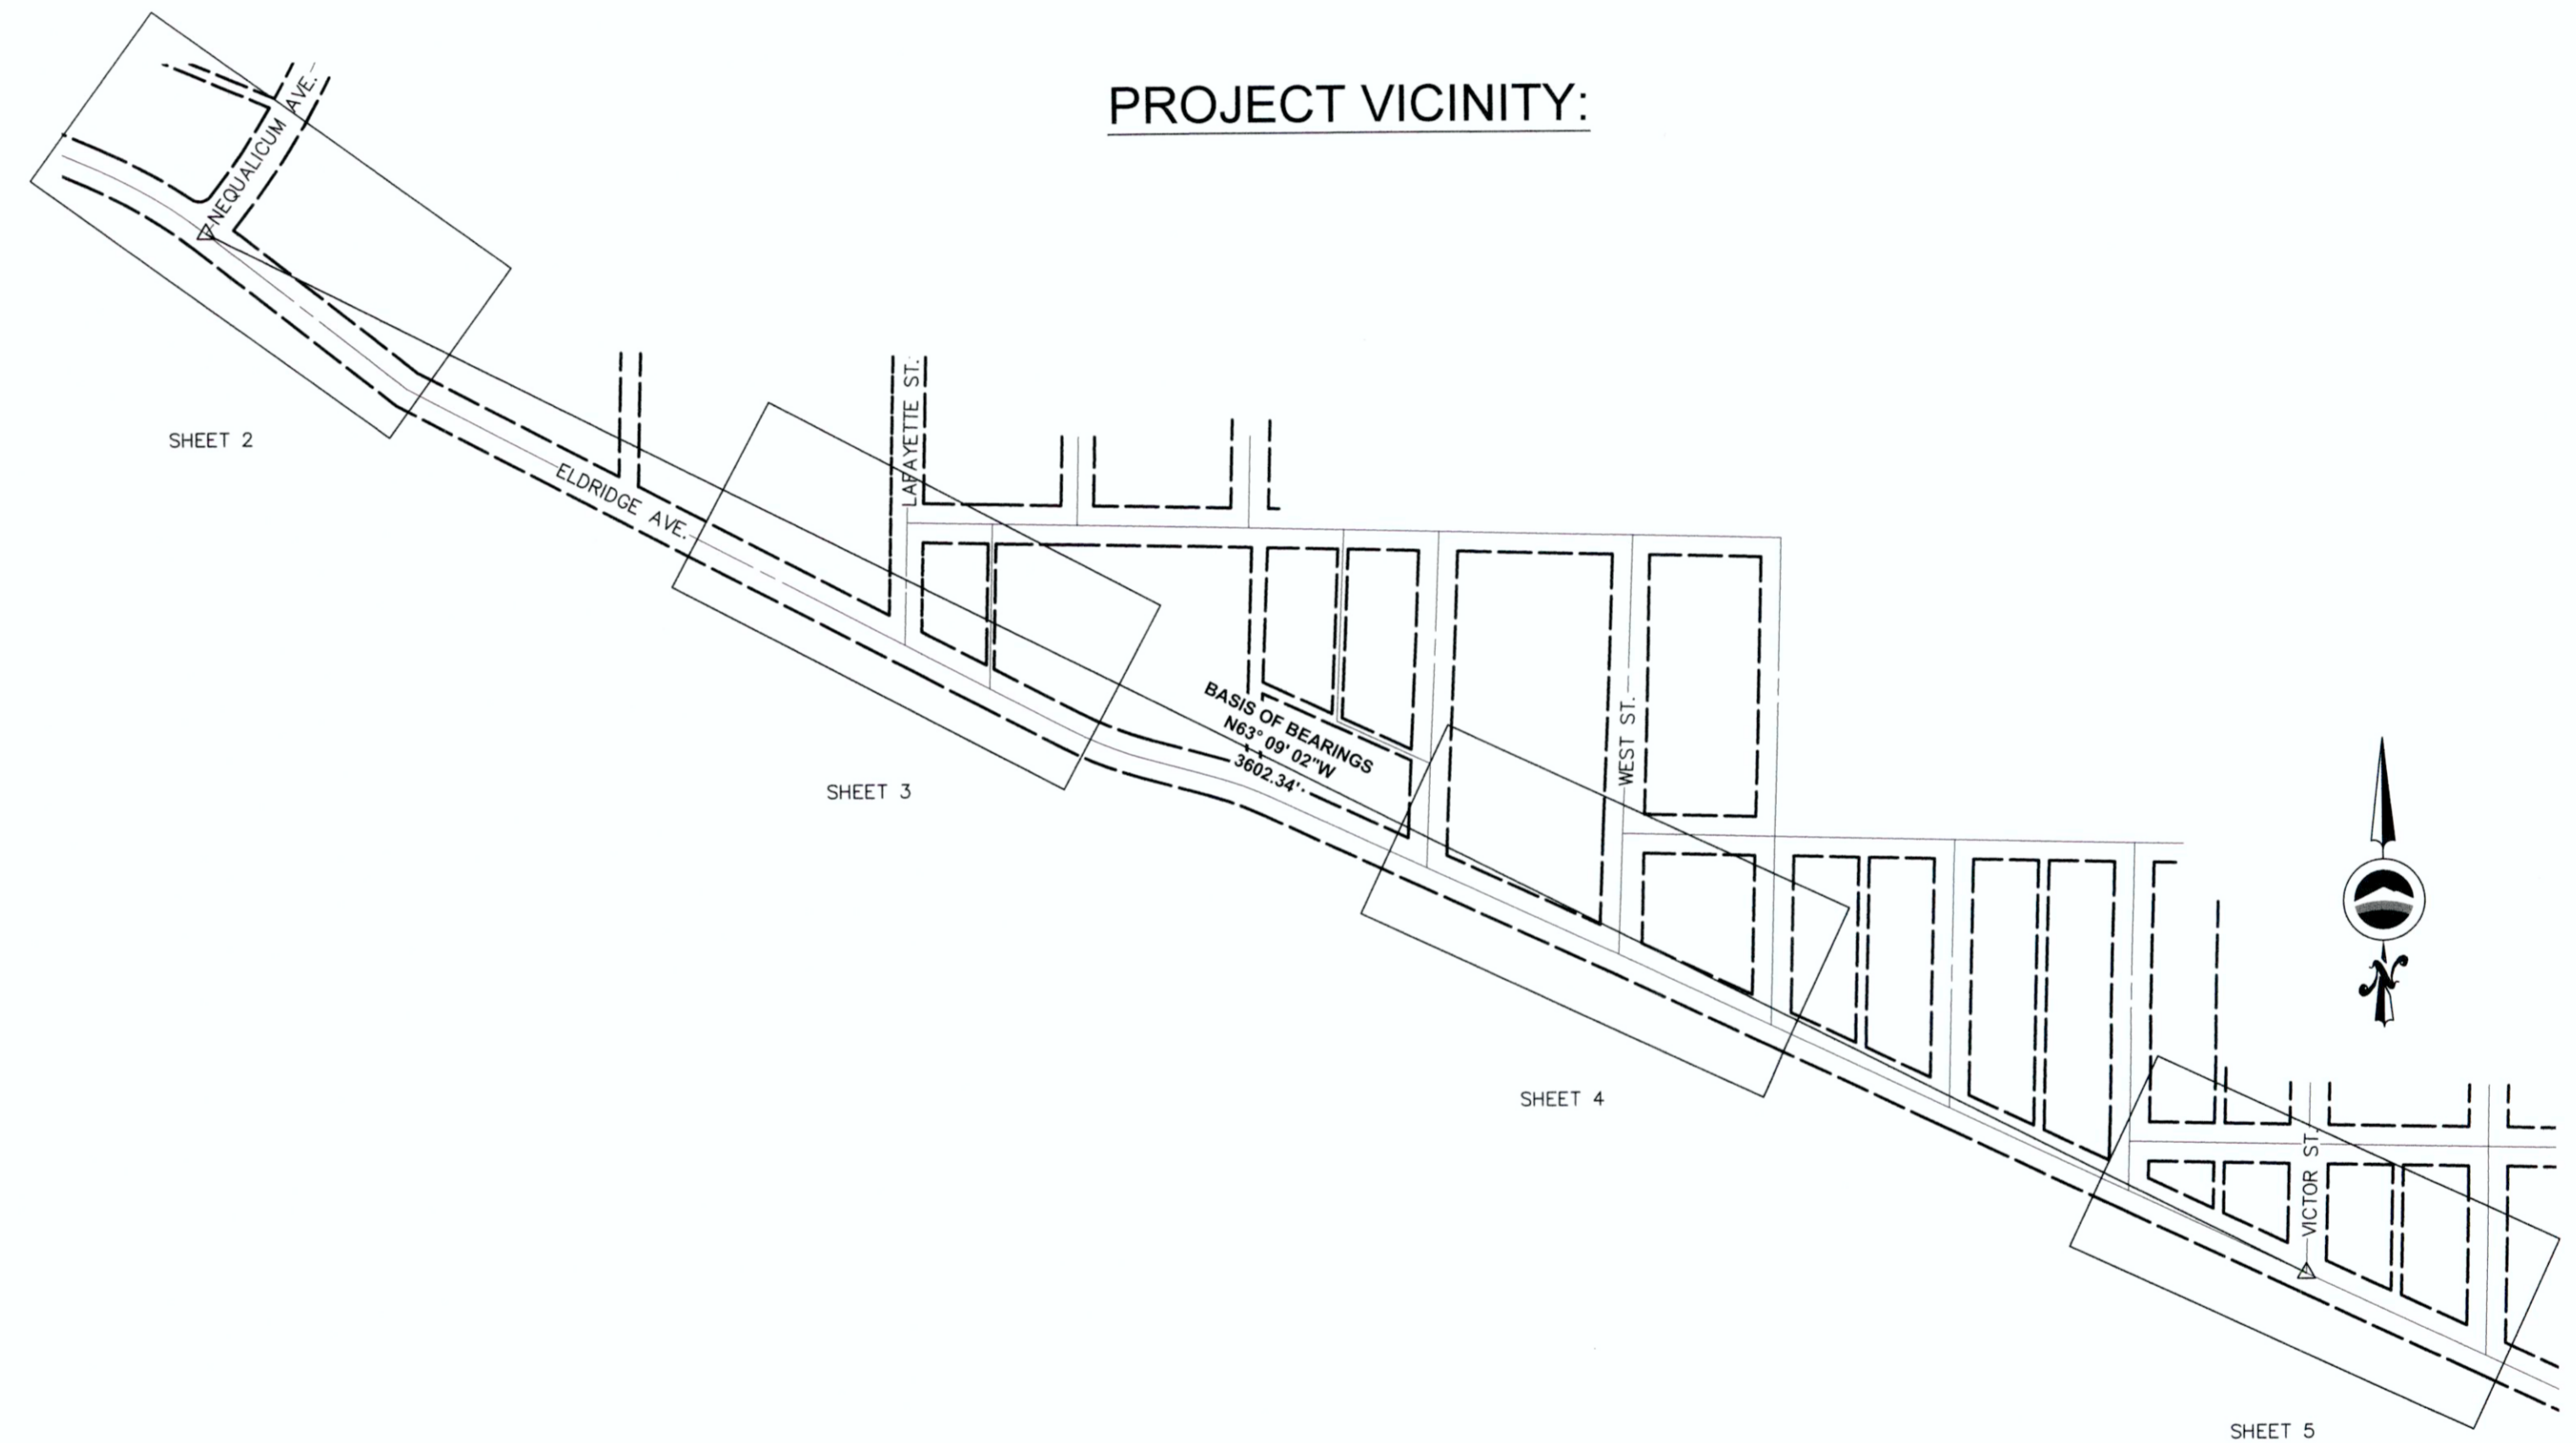 PROJECT VICINITY:
NEQUALICUM AVE.
SHEET 2
ELDRIDGE AVE.
LAFAYETTE ST.
SHEET 3
BASIS OF BEARINGS
N63° 09' 02"W
3602.34'
WEST ST.
SHEET 4
VICTOR ST.
SHEET 5
N